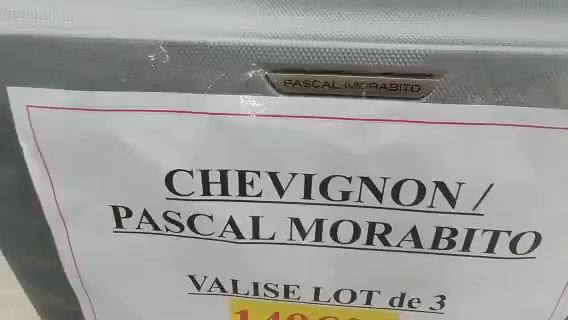 PASCAL MORABITO
CHEVIGNON /
PASCAL MORABITO
VALISE LOT de 3